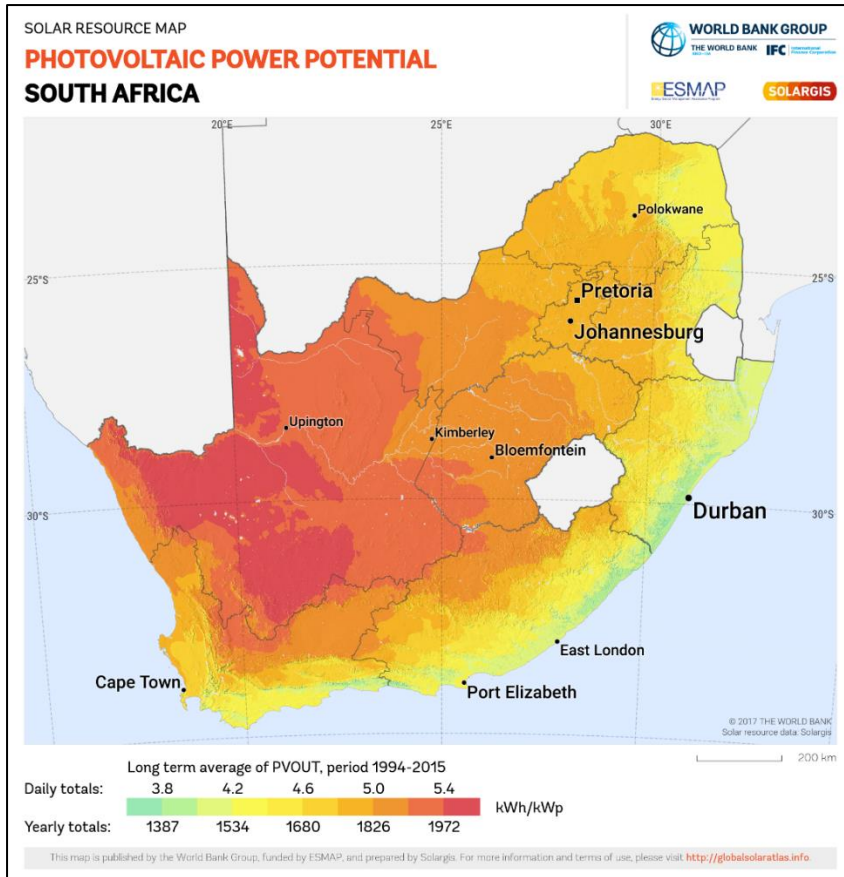 SOLAR RESOURCE MAP
PHOTOVOLTAIC POWER POTENTIAL
SOUTH AFRICA
WORLD BANK GROUP
THE WORLD BANK
IFC International
Finance Corporation
ESMAP
SOLARGIS
20°E
25°E
30°E
Polokwane
25°S
25°S
Pretoria
Johannesburg
Upington
Kimberley
Bloemfontein
30°S
Durban
30°S
East London
Cape Town
Port Elizabeth
© 2017 THE WORLD BANK
Solar resource data: Solargis
200 km
Long term average of PVOUT, period 1994-2015
Daily totals: 3.8 4.2 4.6 5.0 5.4
kWh/kWp
Yearly totals: 1387 1534 1680 1826 1972
This map is published by the World Bank Group, funded by ESMAP, and prepared by Solargis. For more information and terms of use, please visit http://globalsolaratlas.info